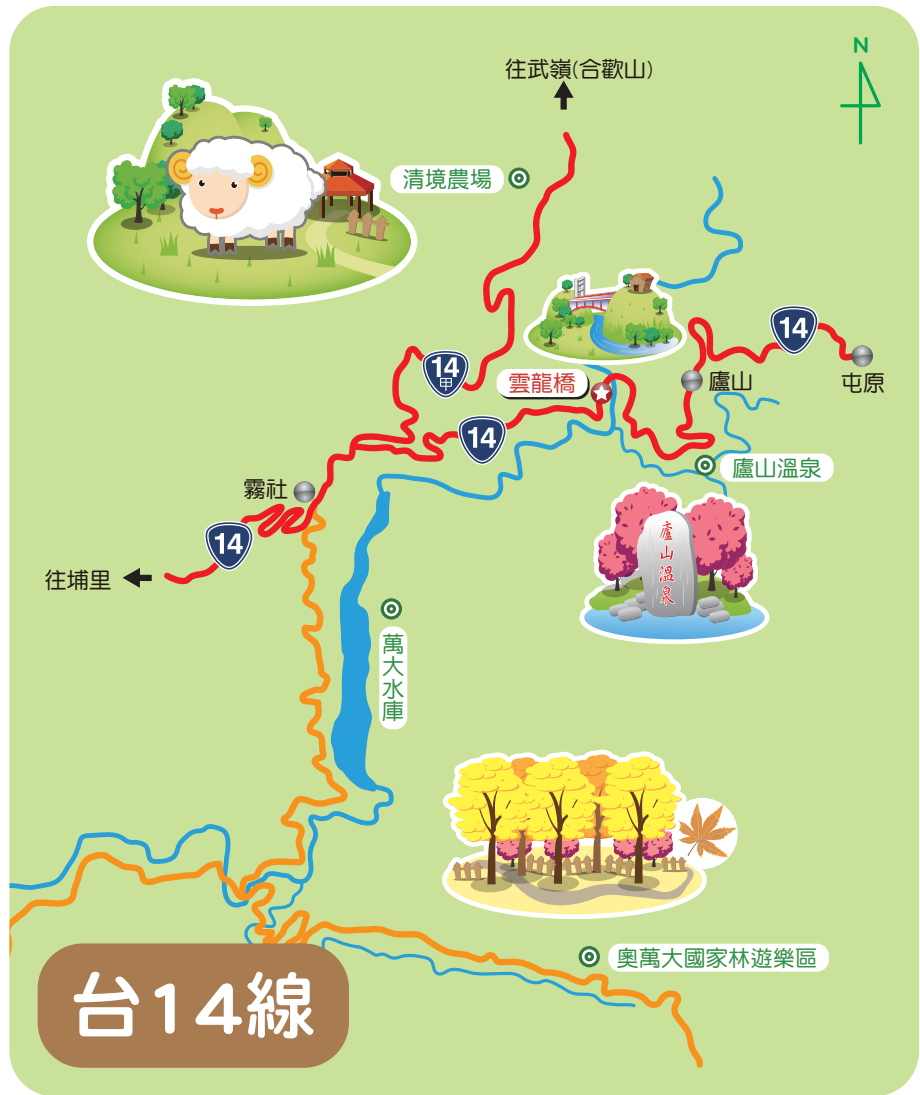 N
往武嶺(合歡山)
清境農場
14
14
甲
雲龍橋
廬山
屯原
14
廬山溫泉
霧社
14
往埔里
廬山溫泉
萬大水庫
奧萬大國家林遊樂區
台14線